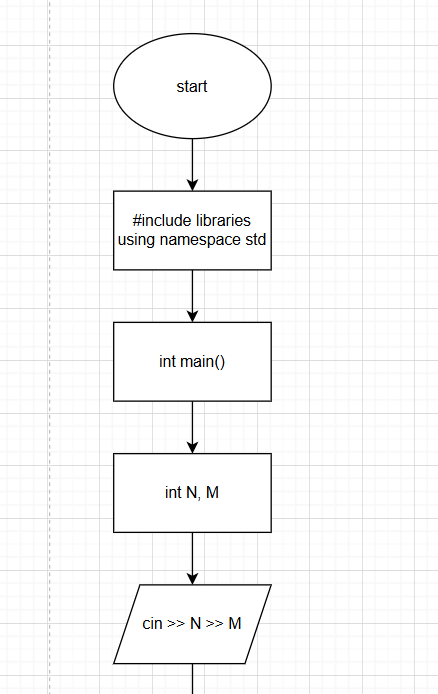 start
#include libraries
using namespace std
int main()
int N, M
cin >> N >> M